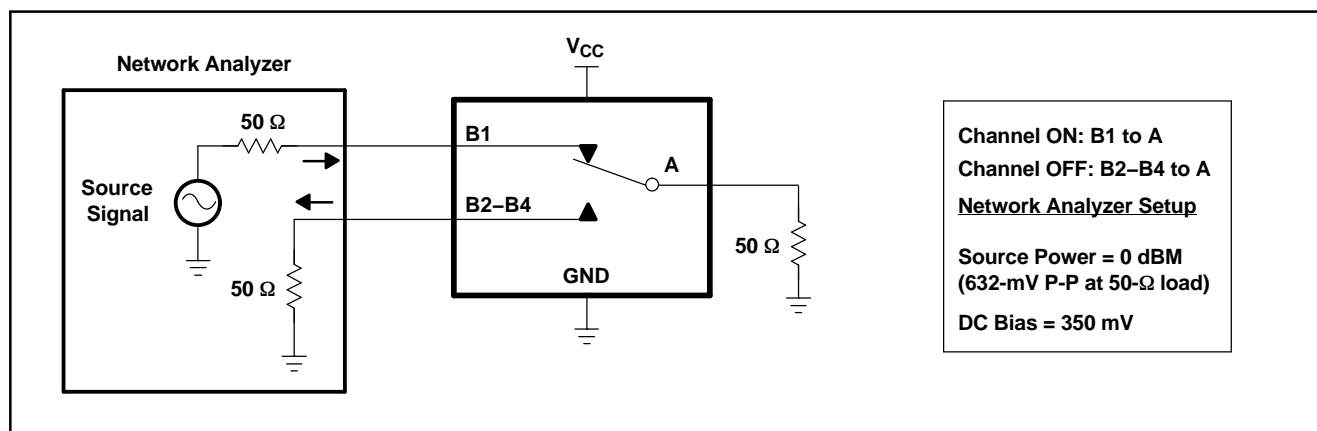 V_CC
Network Analyzer
50 Ω
B1
A
Source
Signal
B2–B4
50 Ω
50 Ω
GND
Channel ON: B1 to A
Channel OFF: B2–B4 to A
Network Analyzer Setup
Source Power = 0 dBM
(632-mV P-P at 50-Ω load)
DC Bias = 350 mV